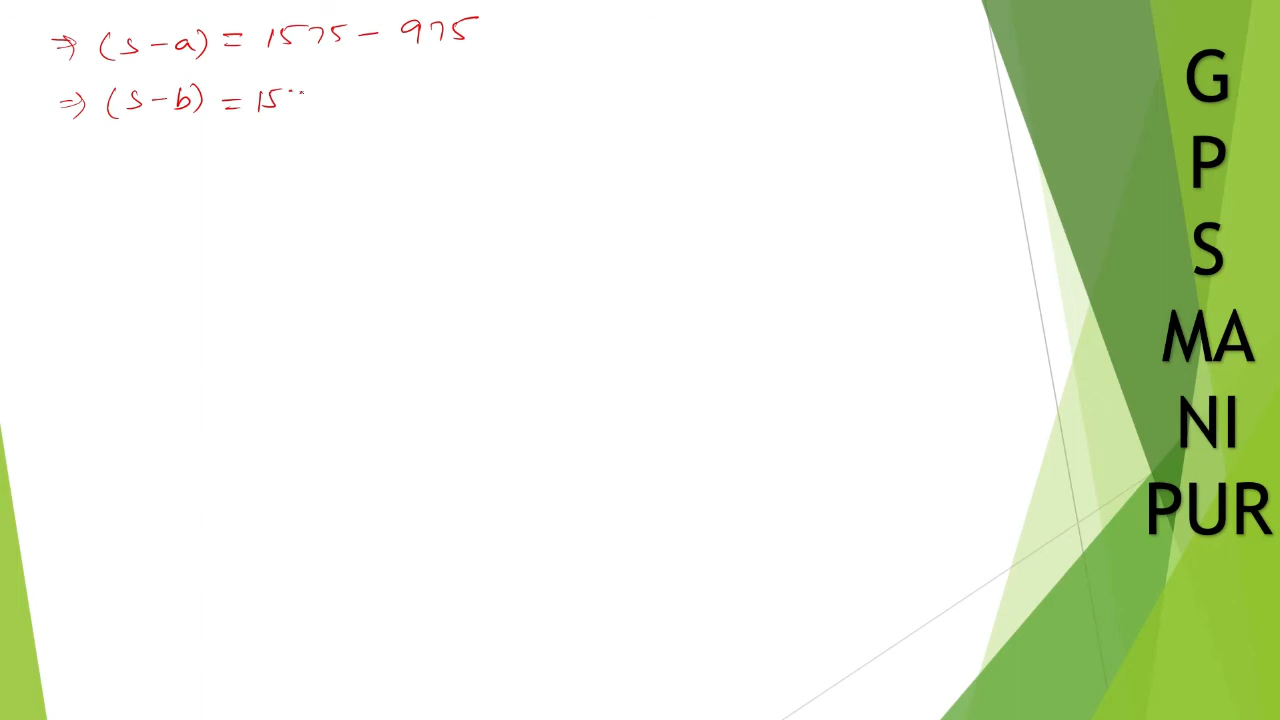 ⇒ (s-a) = 1575 - 975
⇒ (s-b) = 15
G
P
S
MA
NI
PUR